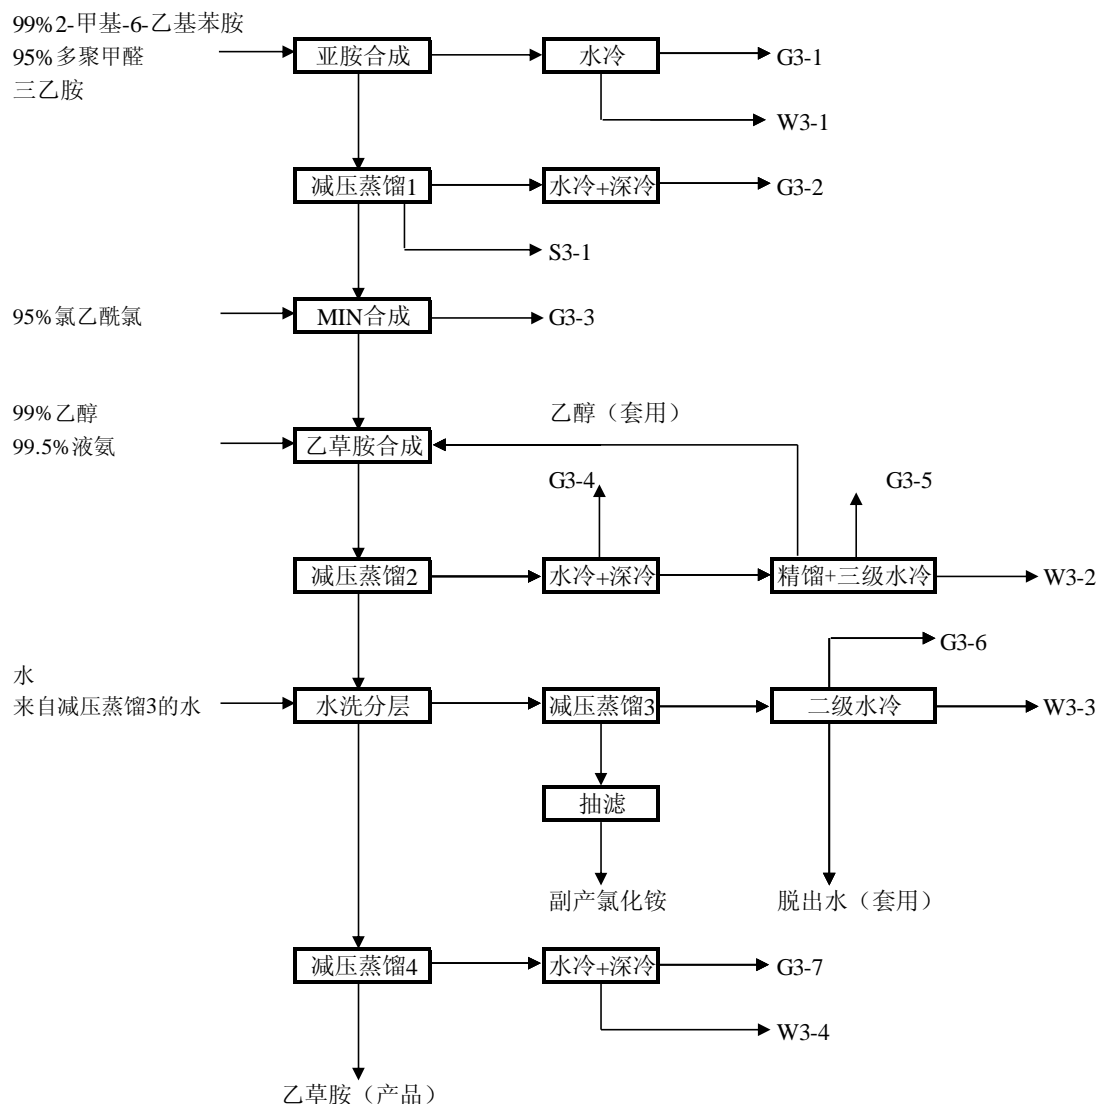 99%2-甲基-6-乙基苯胺
95%多聚甲醛
三乙胺
亚胺合成
水冷
G3-1
W3-1
减压蒸馏1
水冷+深冷
G3-2
S3-1
95%氯乙酰氯
MIN合成
G3-3
99%乙醇
99.5%液氨
乙醇（套用）
乙草胺合成
G3-4
G3-5
减压蒸馏2
水冷+深冷
精馏+三级水冷
W3-2
G3-6
水
来自减压蒸馏3的水
水洗分层
减压蒸馏3
二级水冷
W3-3
抽滤
副产氯化铵
脱出水（套用）
减压蒸馏4
水冷+深冷
G3-7
W3-4
乙草胺（产品）